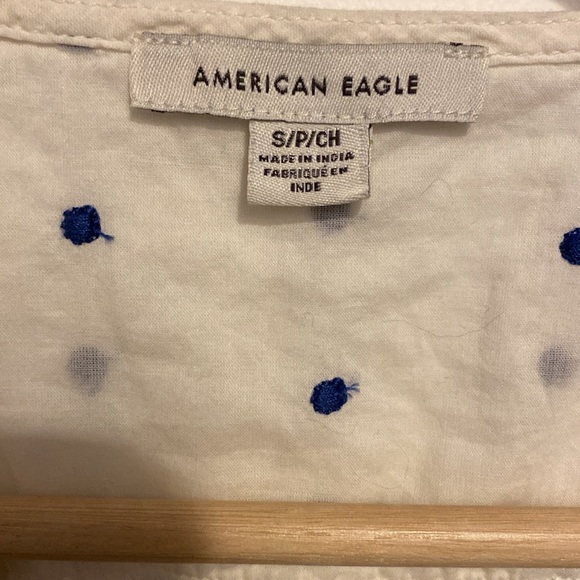 AMERICAN EAGLE
S/P/CH
MADE IN INDIA
FABRIQUÉ EN
INDE